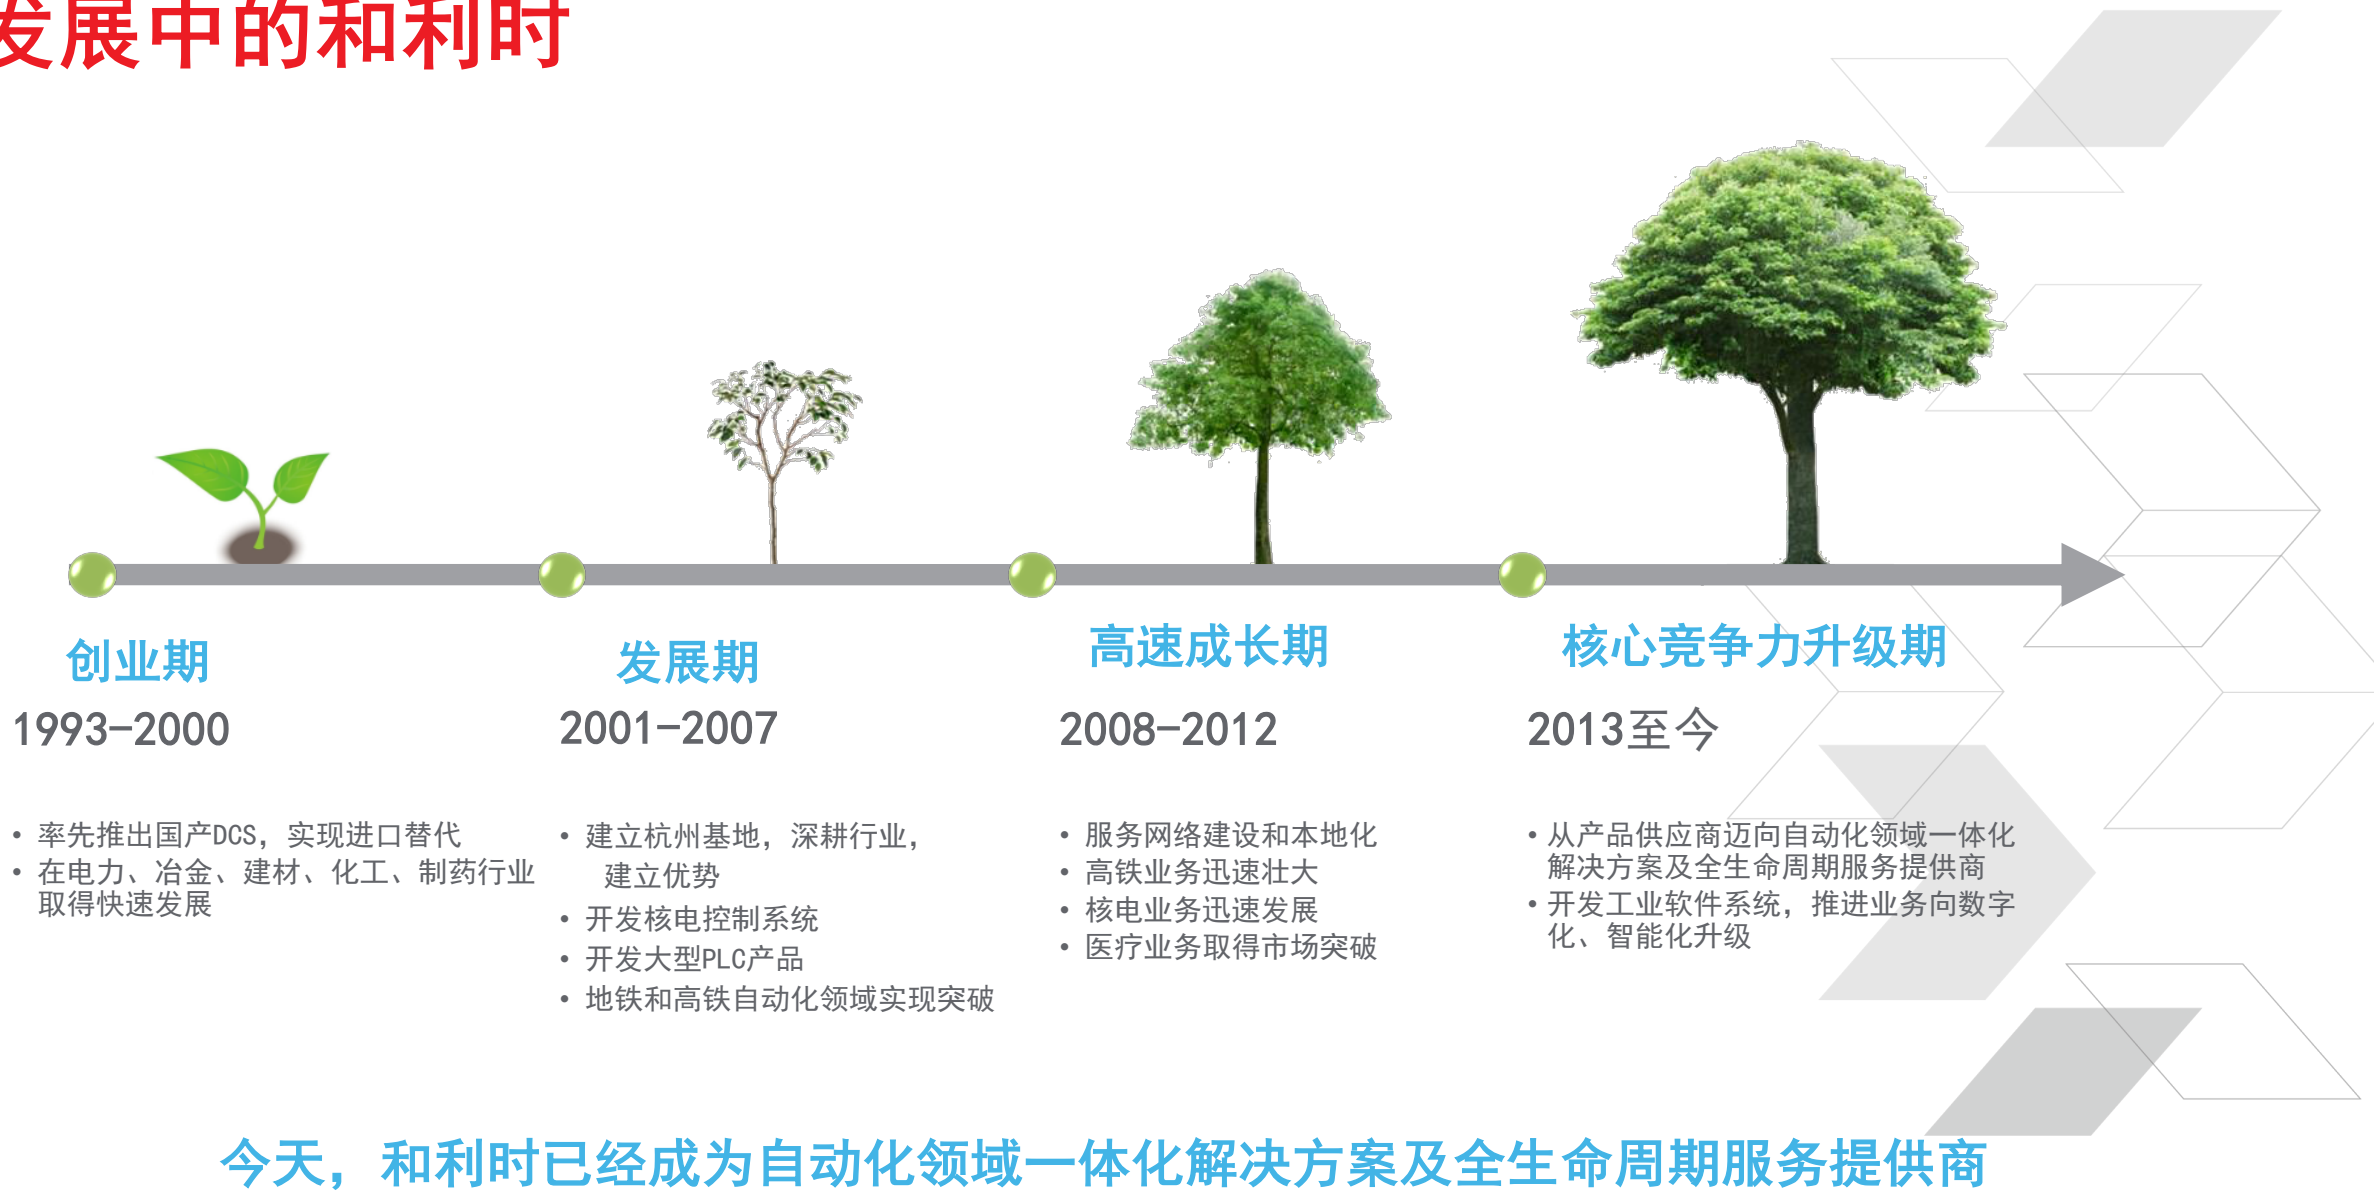 发展中的和利时
创业期
1993-2000
• 率先推出国产DCS，实现进口替代
• 在电力、冶金、建材、化工、制药行业
取得快速发展
发展期
2001-2007
• 建立杭州基地，深耕行业，
建立优势
• 开发核电控制系统
• 开发大型PLC产品
• 地铁和高铁自动化领域实现突破
高速成长期
2008-2012
• 服务网络建设和本地化
• 高铁业务迅速壮大
• 核电业务迅速发展
• 医疗业务取得市场突破
核心竞争力升级期
2013至今
• 从产品供应商迈向自动化领域一体化
解决方案及全生命周期服务提供商
• 开发工业软件系统，推进业务向数字
化、智能化升级
今天，和利时已经成为自动化领域一体化解决方案及全生命周期服务提供商